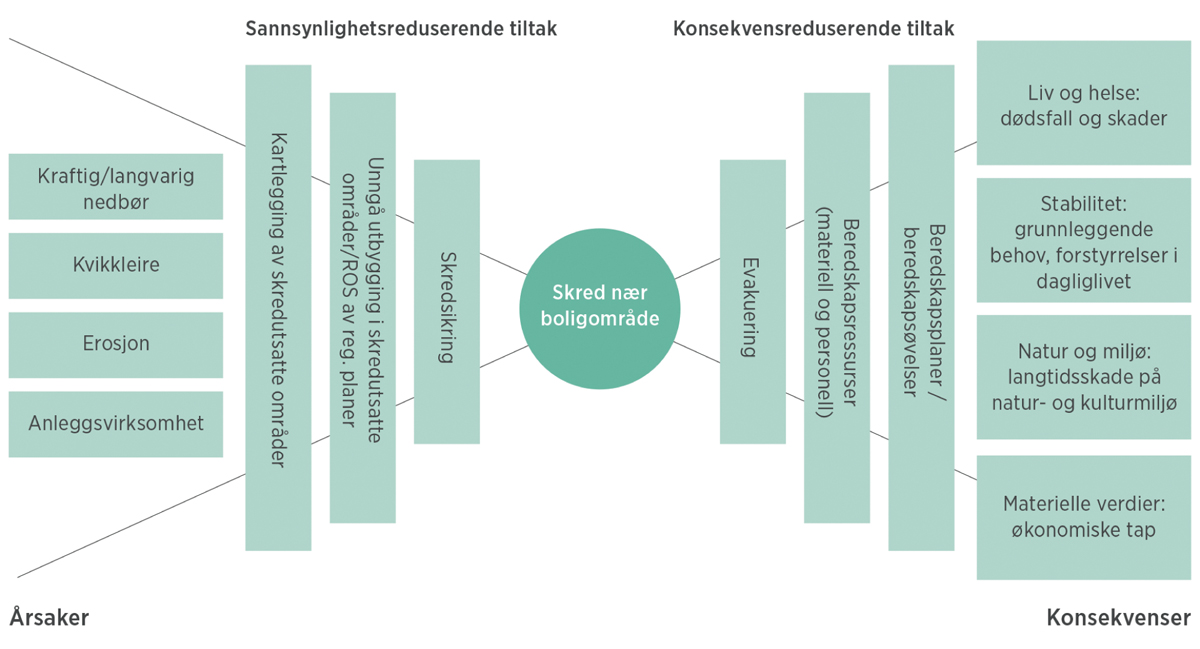 Sannsynlighetsreduserende tiltak
Konsekvensreduserende tiltak
Kraftig/langvarig
nedbør
Kvikkleire
Erosjon
Anleggsvirksomhet
Kartlegging av skredutsatte områder
Unngå utbygging i skredutsatte
områder/ROS av reg. planer
Skredsikring
Skred nær
boligområde
Evakuering
Beredskapsressurser
(materiell og personell)
Beredskapsplaner /
beredskapsøvelser
Liv og helse:
dødsfall og skader
Stabilitet:
grunnleggende
behov, forstyrrelser i
dagliglivet
Natur og miljø:
langtidsskade på
natur- og kulturmiljø
Materielle verdier:
økonomiske tap
Årsaker
Konsekvenser